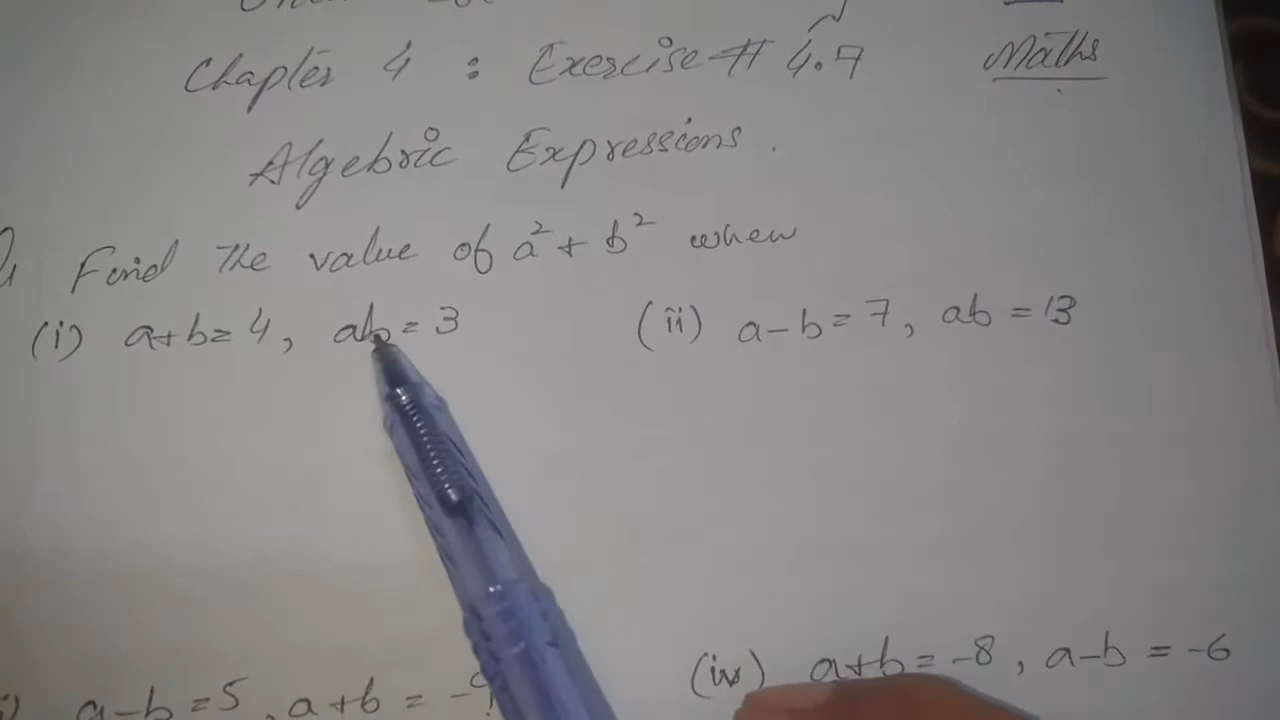 Chapter 4 : Exercise # 4.7 Maths
Algebric Expressions.
Find The value of a² + b² when
(i) a+b=4, ab=3 (ii) a-b=7, ab=13
(iv) a+b=-8, a-b=-6
a-b=5, a+b=-9